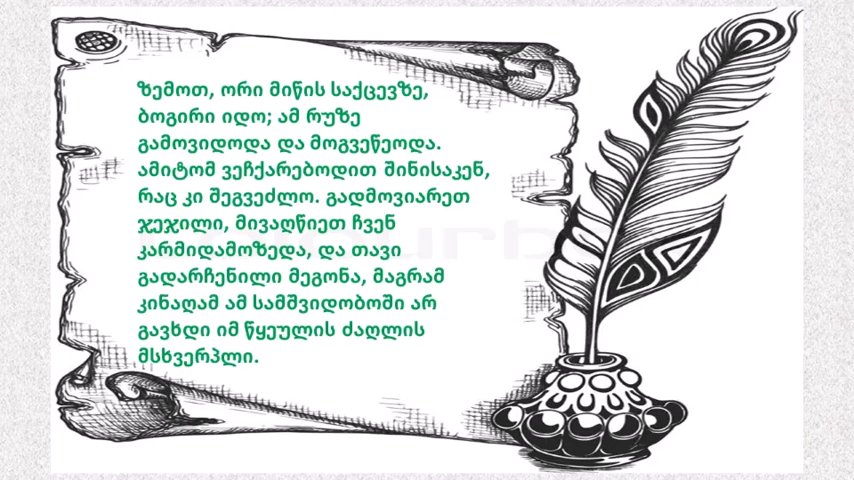 ზემოთ, ორი მიწის საქცევზე,
ბოგირი იდო; ამ რუზე
გამოვიდოდა და მოგვეწეოდა.
ამიტომ ვეჩქარებოდით შინისაკენ,
რაც კი შეგვეძლო. გადმოვიარეთ
ჯეჯილი, მივაღწიეთ ჩვენ
კარმიდამოზედა, და თავი
გადარჩენილი მეგონა, მაგრამ
კინაღამ ამ სამშვიდობოში არ
გავხდი იმ წყეულის ძაღლის
მსხვერპლი.